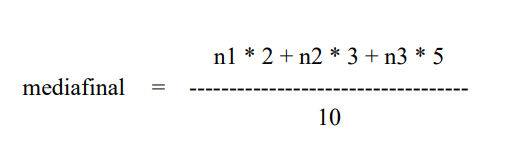 n1 * 2 + n2 * 3 + n3 * 5
mediafinal = -----------------------------------
10